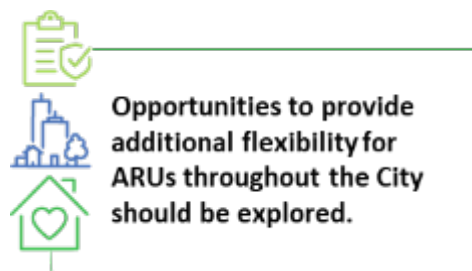 Opportunities to provide
additional flexibility for
ARUs throughout the City
should be explored.